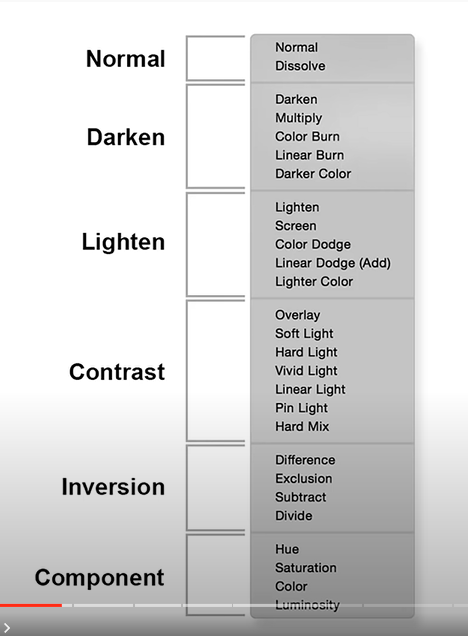 Normal
Normal
Dissolve
Darken
Darken
Multiply
Color Burn
Linear Burn
Darker Color
Lighten
Lighten
Screen
Color Dodge
Linear Dodge (Add)
Lighter Color
Contrast
Overlay
Soft Light
Hard Light
Vivid Light
Linear Light
Pin Light
Hard Mix
Inversion
Difference
Exclusion
Subtract
Divide
Component
Hue
Saturation
Color
Luminosity